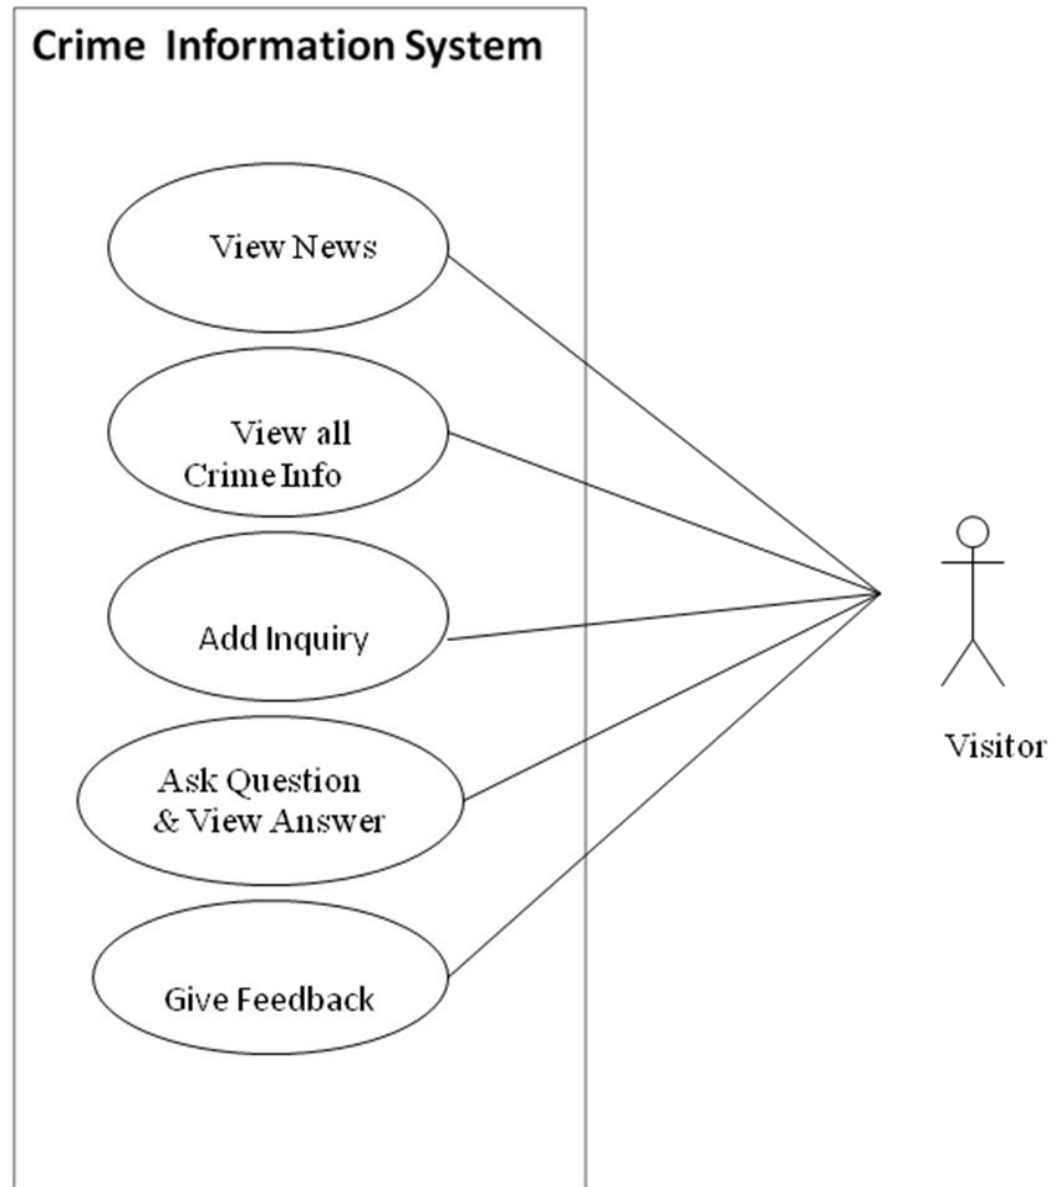 Crime Information System
View News
View all
Crime Info
Add Inquiry
Ask Question
& View Answer
Give Feedback
Visitor